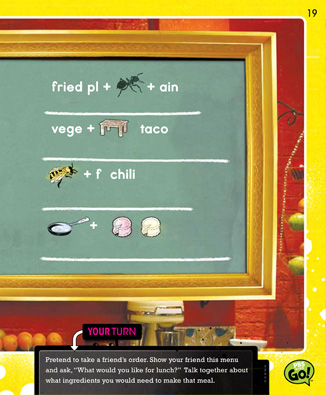 19
fried pl + + ain
vege + taco
+ f chili
+
YOUR TURN
Pretend to take a friend's order. Show your friend this menu
and ask, "What would you like for lunch?" Talk together about
what ingredients you would need to make that meal.
GO!